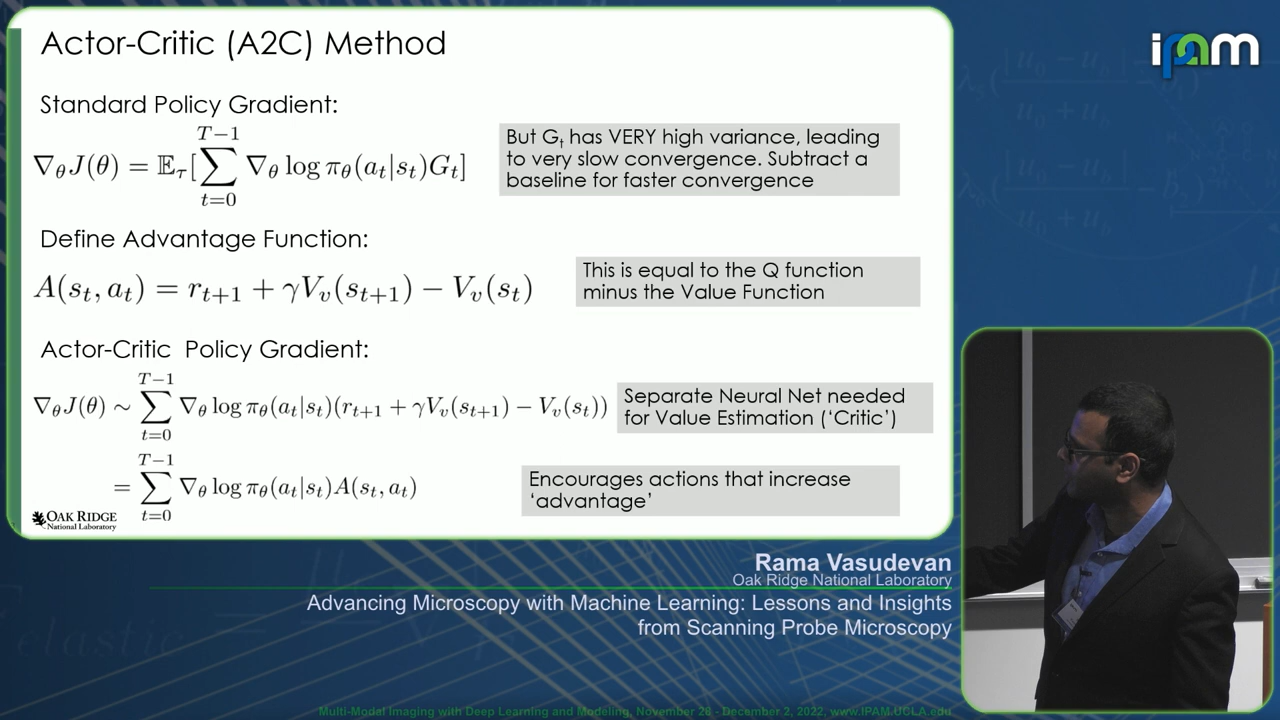 Actor-Critic (A2C) Method
Standard Policy Gradient:
∇_θ J(θ) = 𝔼_τ[∑_{t=0}^{T−1} ∇_θ log π_θ(a_t|s_t)G_t]
But G_t has VERY high variance, leading
to very slow convergence. Subtract a
baseline for faster convergence
Define Advantage Function:
A(s_t, a_t) = r_{t+1} + γV_v(s_{t+1}) − V_v(s_t)
This is equal to the Q function
minus the Value Function
Actor-Critic Policy Gradient:
∇_θ J(θ) ∼ ∑_{t=0}^{T−1} ∇_θ log π_θ(a_t|s_t)(r_{t+1} + γV_v(s_{t+1}) − V_v(s_t))
Separate Neural Net needed
for Value Estimation (‘Critic’)
= ∑_{t=0}^{T−1} ∇_θ log π_θ(a_t|s_t)A(s_t, a_t)
Encourages actions that increase
‘advantage’
OAK RIDGE
National Laboratory
ipam
Rama Vasudevan
Oak Ridge National Laboratory
Advancing Microscopy with Machine Learning: Lessons and Insights
from Scanning Probe Microscopy
Multi-Modal Imaging with Deep Learning and Modeling, November 28 - December 2, 2022, www.IPAM.UCLA.edu